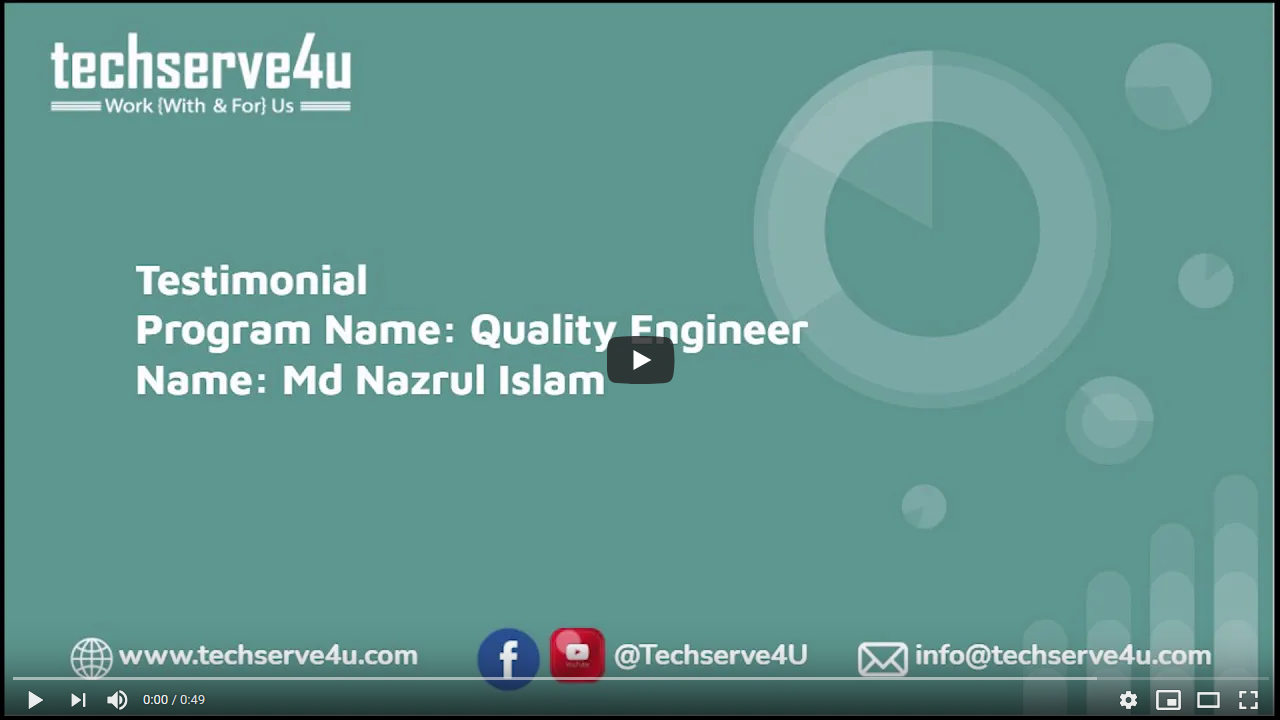 techserve4u
Work {With & For} Us
Testimonial
Program Name: Quality Engineer
Name: Md Nazrul Islam
www.techserve4u.com
f
YouTube
@Techserve4U
info@techserve4u.com
0:00 / 0:49